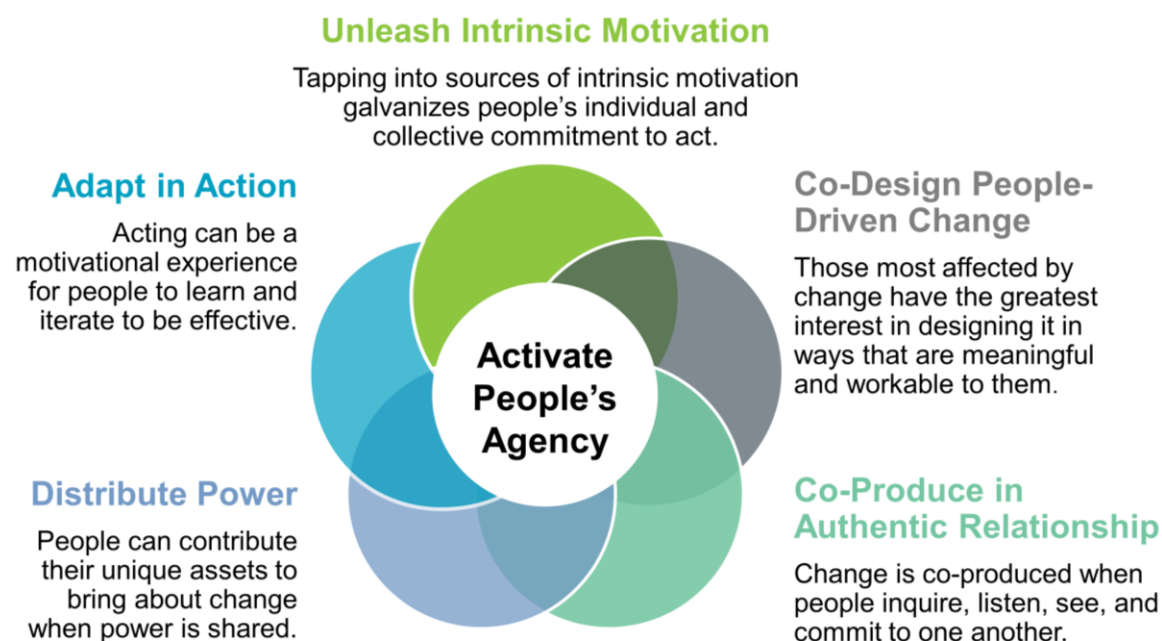 Unleash Intrinsic Motivation
Tapping into sources of intrinsic motivation
galvanizes people's individual and
collective commitment to act.
Adapt in Action
Acting can be a
motivational experience
for people to learn and
iterate to be effective.
Co-Design People-
Driven Change
Those most affected by
change have the greatest
interest in designing it in
ways that are meaningful
and workable to them.
Activate
People's
Agency
Distribute Power
People can contribute
their unique assets to
bring about change
when power is shared.
Co-Produce in
Authentic Relationship
Change is co-produced when
people inquire, listen, see, and
commit to one another.